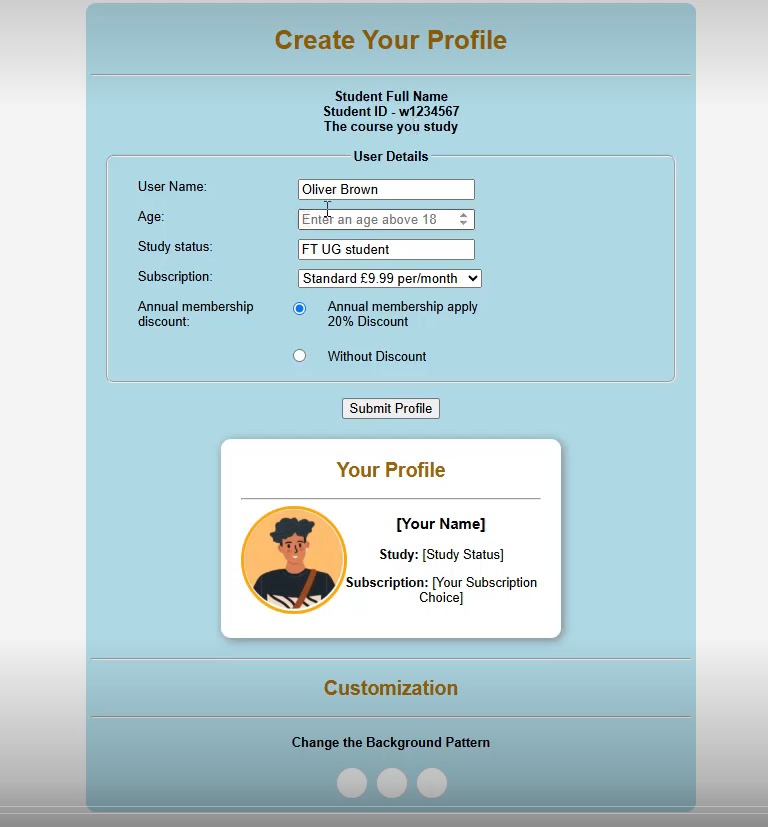 Create Your Profile
Student Full Name
Student ID - w1234567
The course you study
User Details
User Name:
Oliver Brown
Age:
Enter an age above 18
Study status:
FT UG student
Subscription:
Standard £9.99 per/month
Annual membership
discount:
Annual membership apply
20% Discount
Without Discount
Submit Profile
Your Profile
[Your Name]
Study: [Study Status]
Subscription: [Your Subscription
Choice]
Customization
Change the Background Pattern